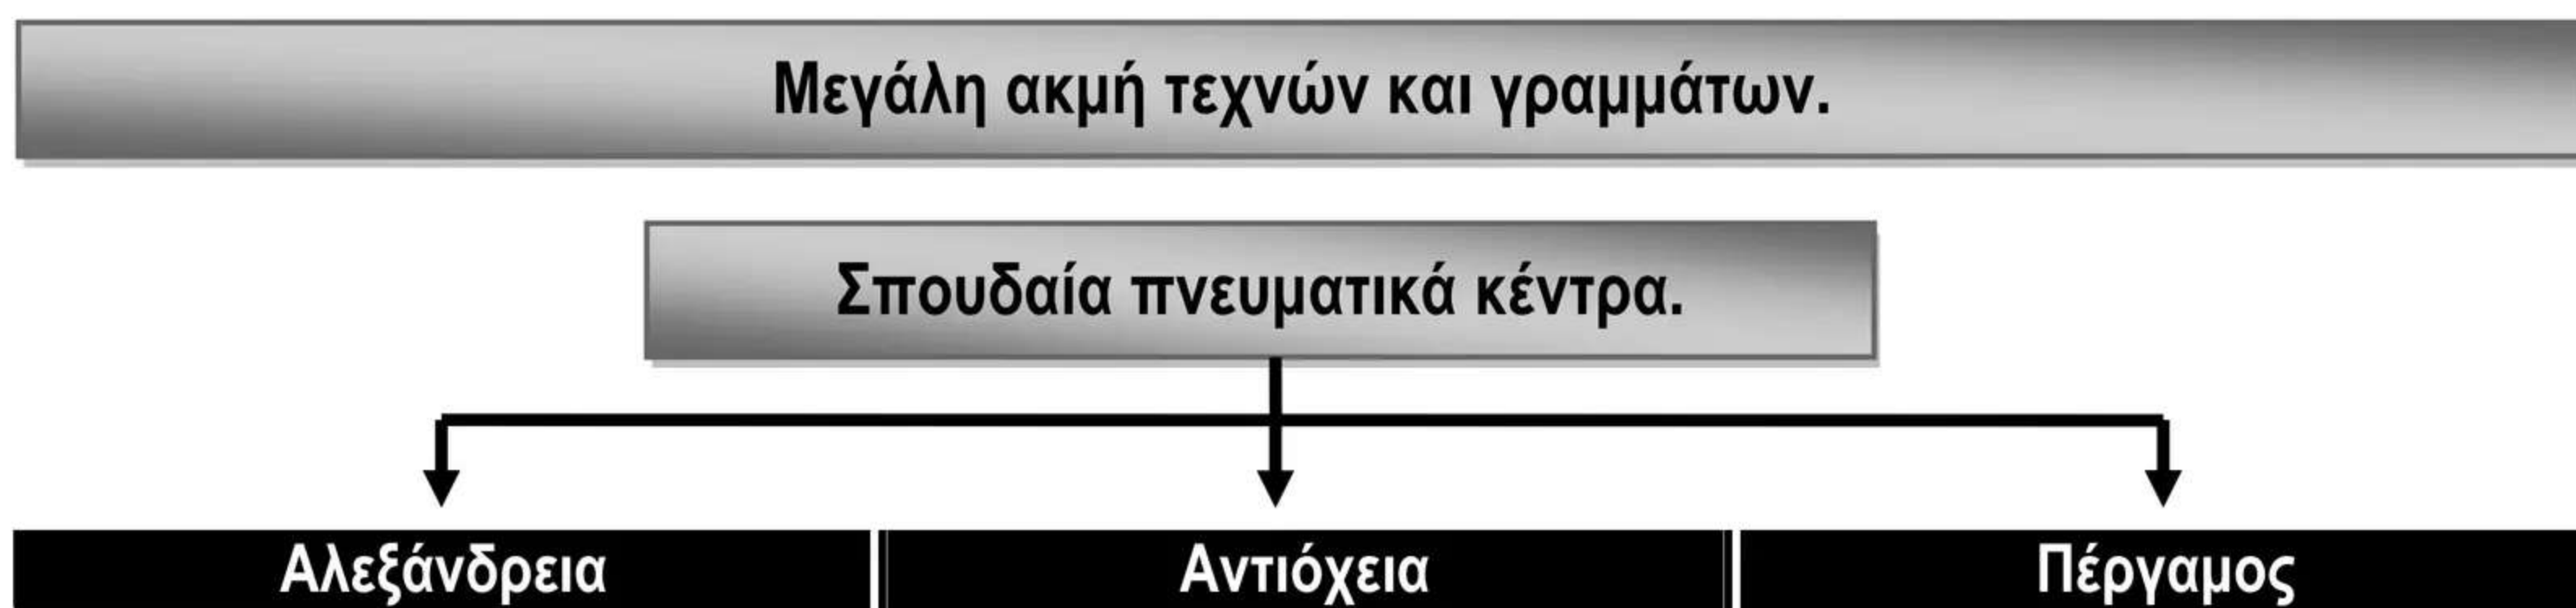 Μεγάλη ακμή τεχνών και γραμμάτων.
Σπουδαία πνευματικά κέντρα.
Αλεξάνδρεια
Αντιόχεια
Πέργαμος